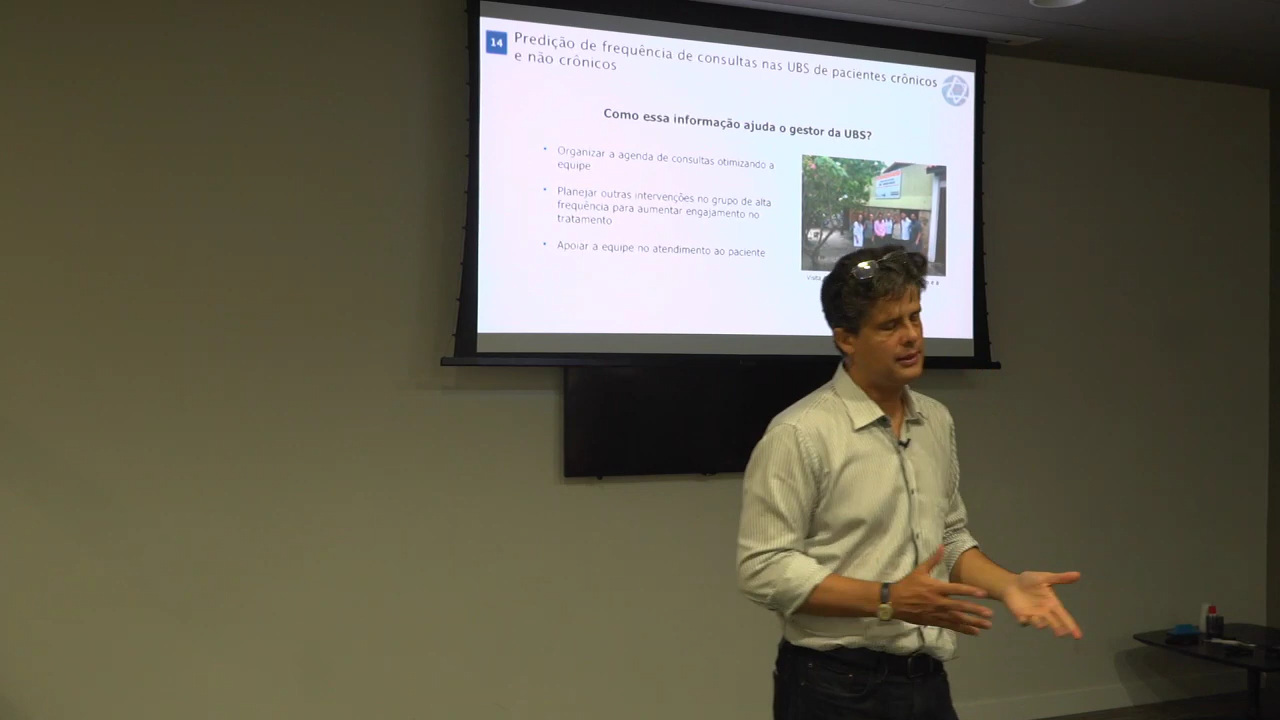 14
Predição de frequência de consultas nas UBS de pacientes crônicos
e não crônicos
Como essa informação ajuda o gestor da UBS?
• Organizar a agenda de consultas otimizando a
equipe
• Planejar outras intervenções no grupo de alta
frequência para aumentar engajamento no
tratamento
• Apoiar a equipe no atendimento ao paciente